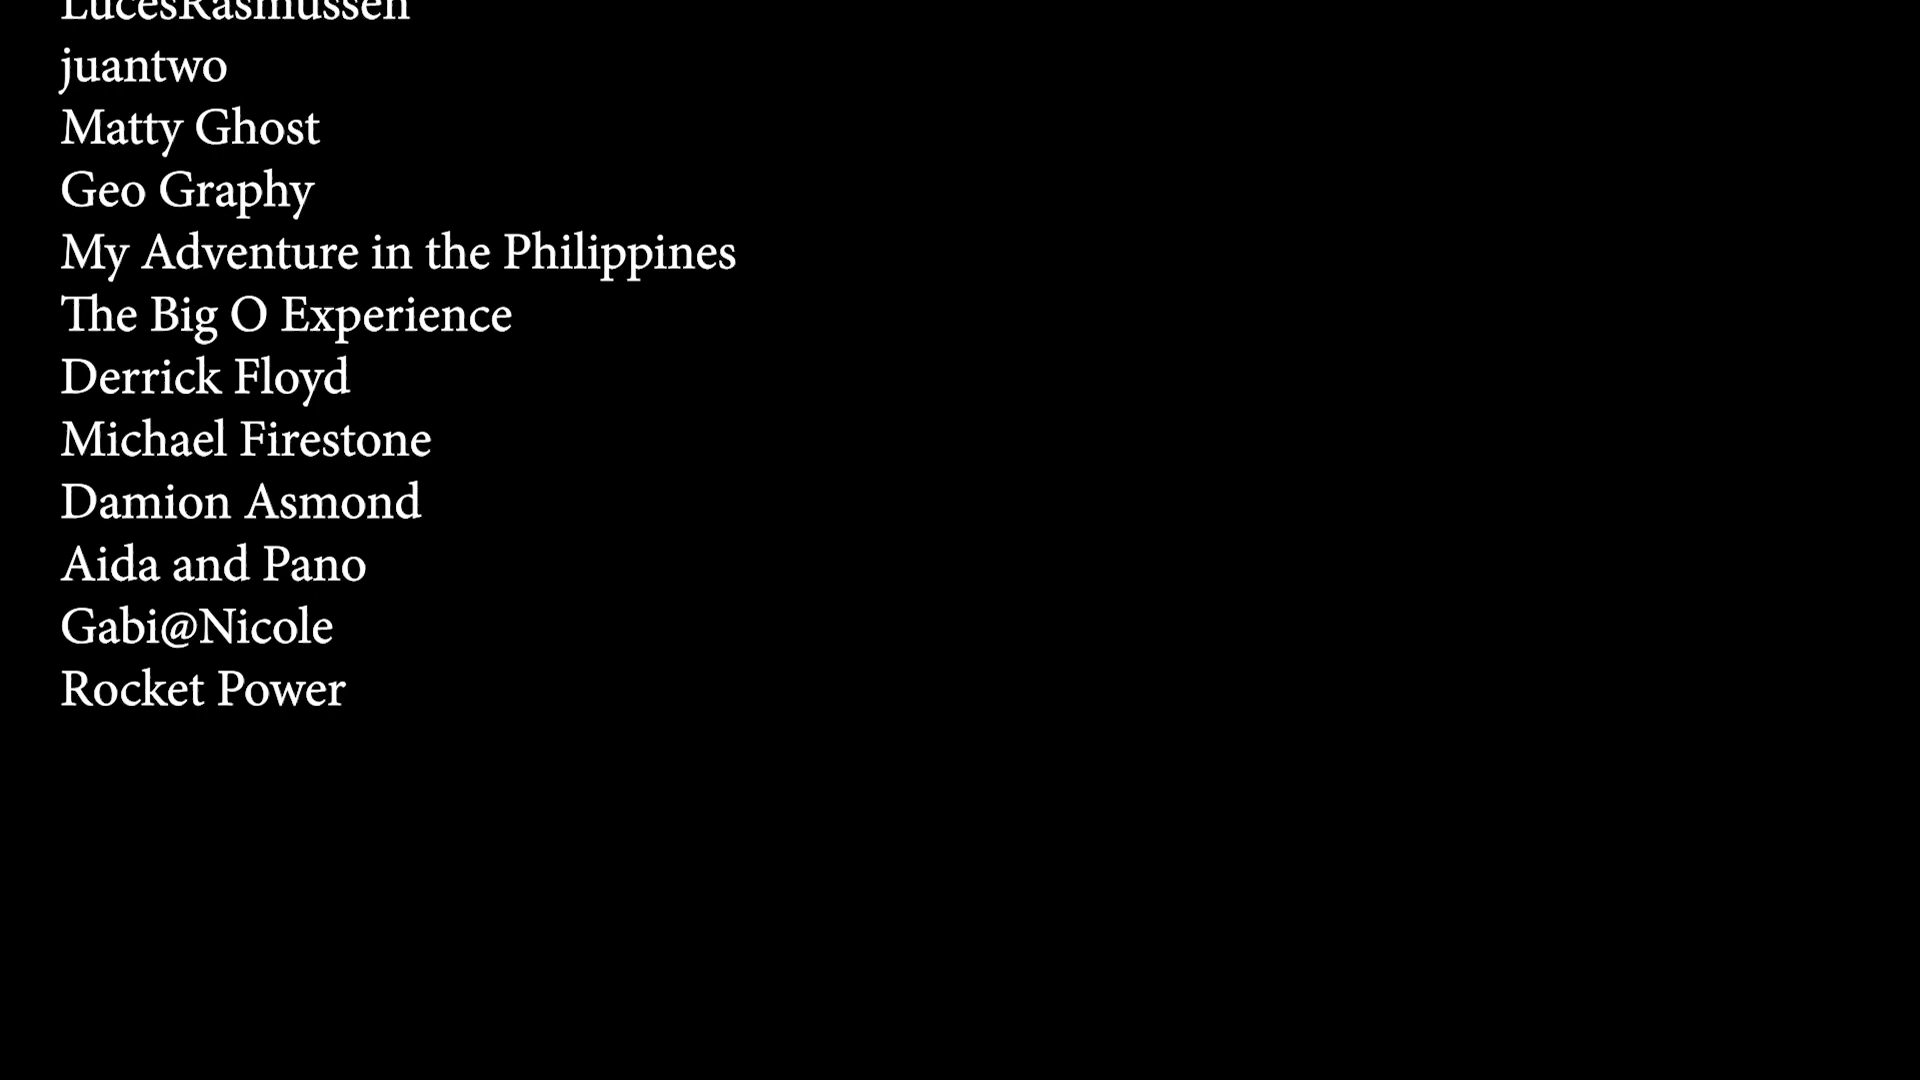 LucesRasmussen
juantwo
Matty Ghost
Geo Graphy
My Adventure in the Philippines
The Big O Experience
Derrick Floyd
Michael Firestone
Damion Asmond
Aida and Pano
Gabi@Nicole
Rocket Power